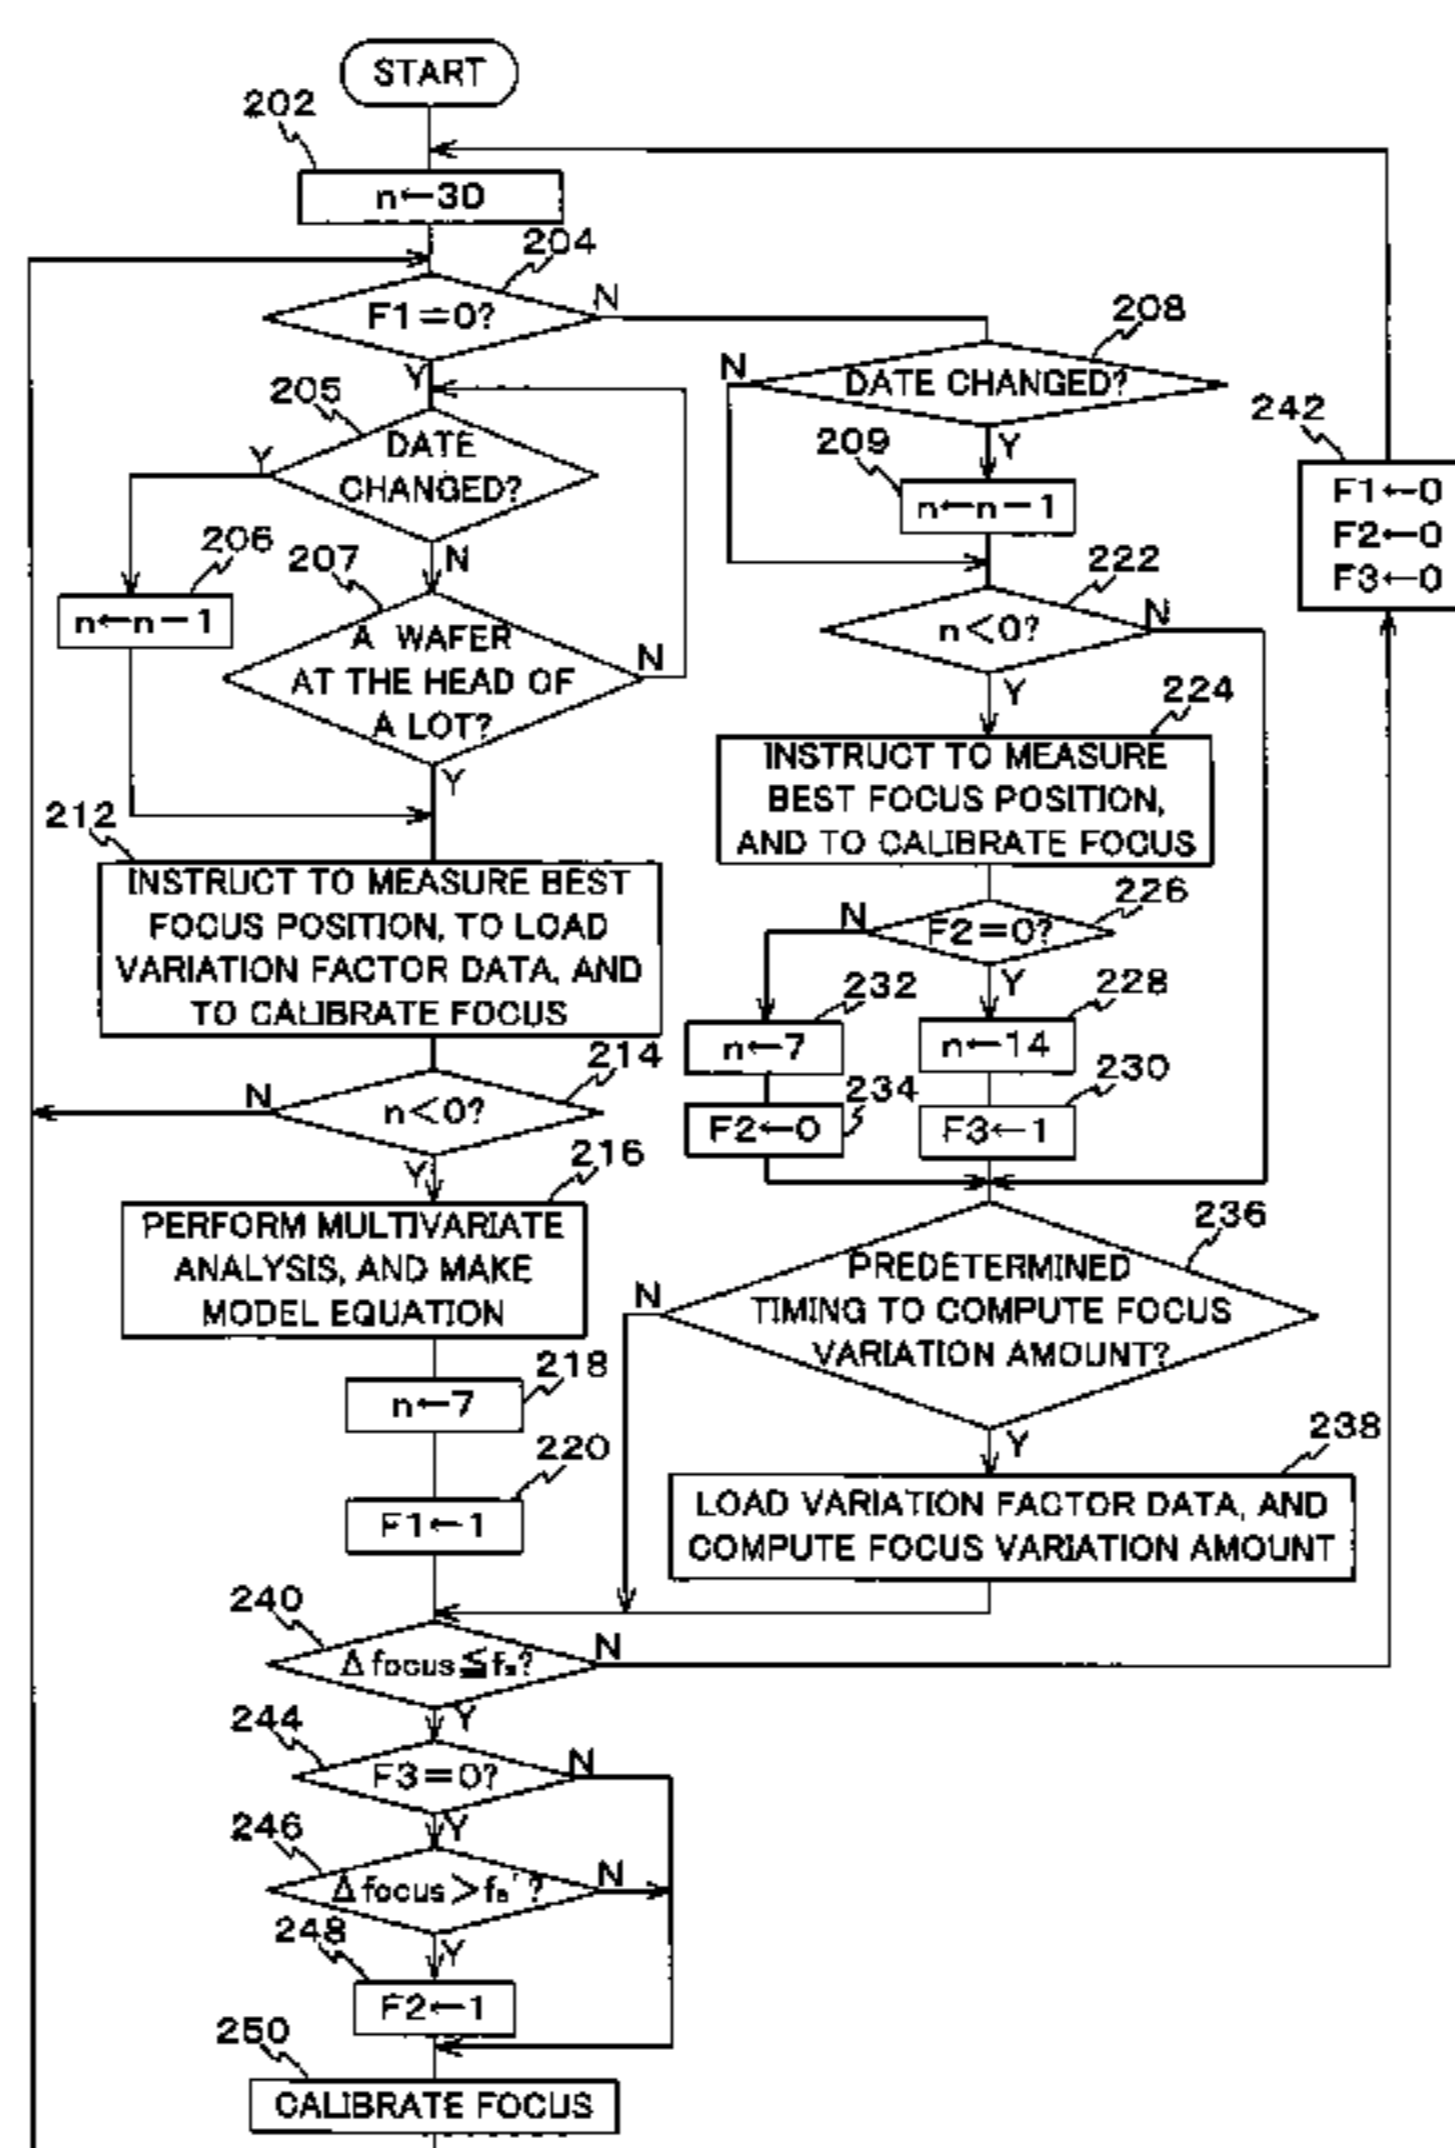 START
202
n←30
204
F1=0?
N
Y
208
DATE CHANGED?
N
Y
209
n←n-1
205
DATE
CHANGED?
Y
N
206
n←n-1
207
A WAFER
AT THE HEAD OF
A LOT?
N
Y
212
INSTRUCT TO MEASURE BEST
FOCUS POSITION, TO LOAD
VARIATION FACTOR DATA, AND
TO CALIBRATE FOCUS
214
n<0?
N
Y
216
PERFORM MULTIVARIATE
ANALYSIS, AND MAKE
MODEL EQUATION
218
n←7
220
F1←1
222
n<0?
N
Y
224
INSTRUCT TO MEASURE
BEST FOCUS POSITION,
AND TO CALIBRATE FOCUS
226
F2=0?
N
Y
232
n←7
234
F2←0
228
n←14
230
F3←1
236
PREDETERMINED
TIMING TO COMPUTE FOCUS
VARIATION AMOUNT?
N
Y
238
LOAD VARIATION FACTOR DATA, AND
COMPUTE FOCUS VARIATION AMOUNT
240
Δfocus≦fs?
N
Y
242
F1←0
F2←0
F3←0
244
F3=0?
N
Y
246
Δfocus>fs'?
N
Y
248
F2←1
250
CALIBRATE FOCUS